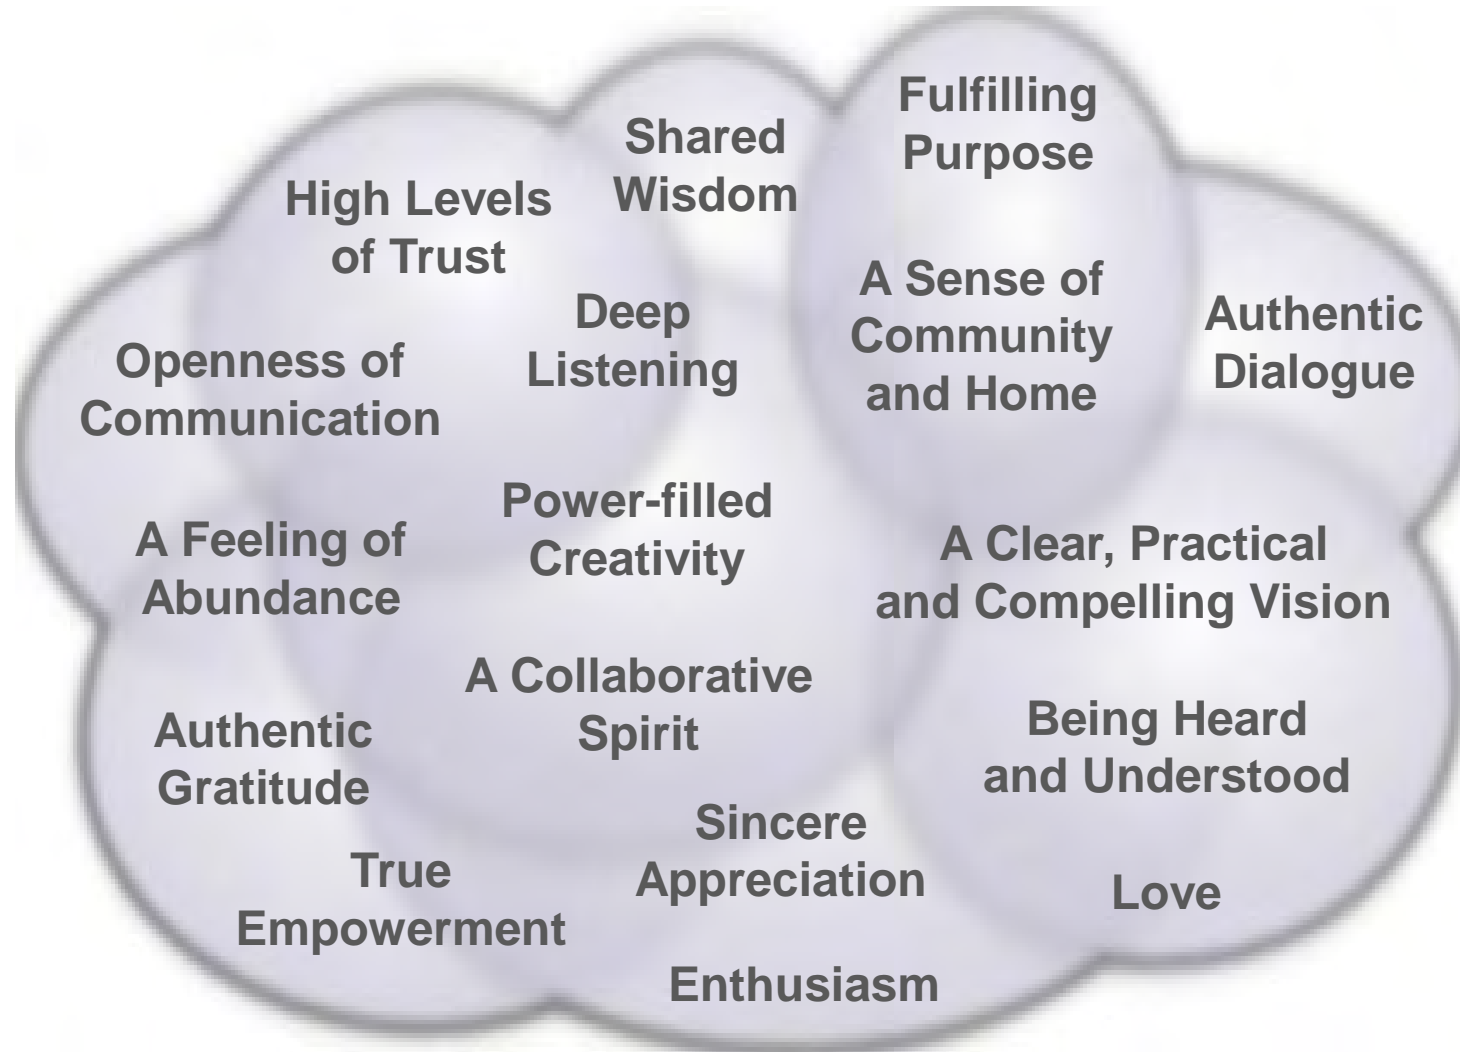 Fulfilling
Purpose
Shared
Wisdom
High Levels
of Trust
A Sense of
Community
and Home
Authentic
Dialogue
Deep
Listening
Openness of
Communication
Power-filled
Creativity
A Feeling of
Abundance
A Clear, Practical
and Compelling Vision
A Collaborative
Spirit
Being Heard
and Understood
Authentic
Gratitude
Sincere
Appreciation
True
Empowerment
Love
Enthusiasm